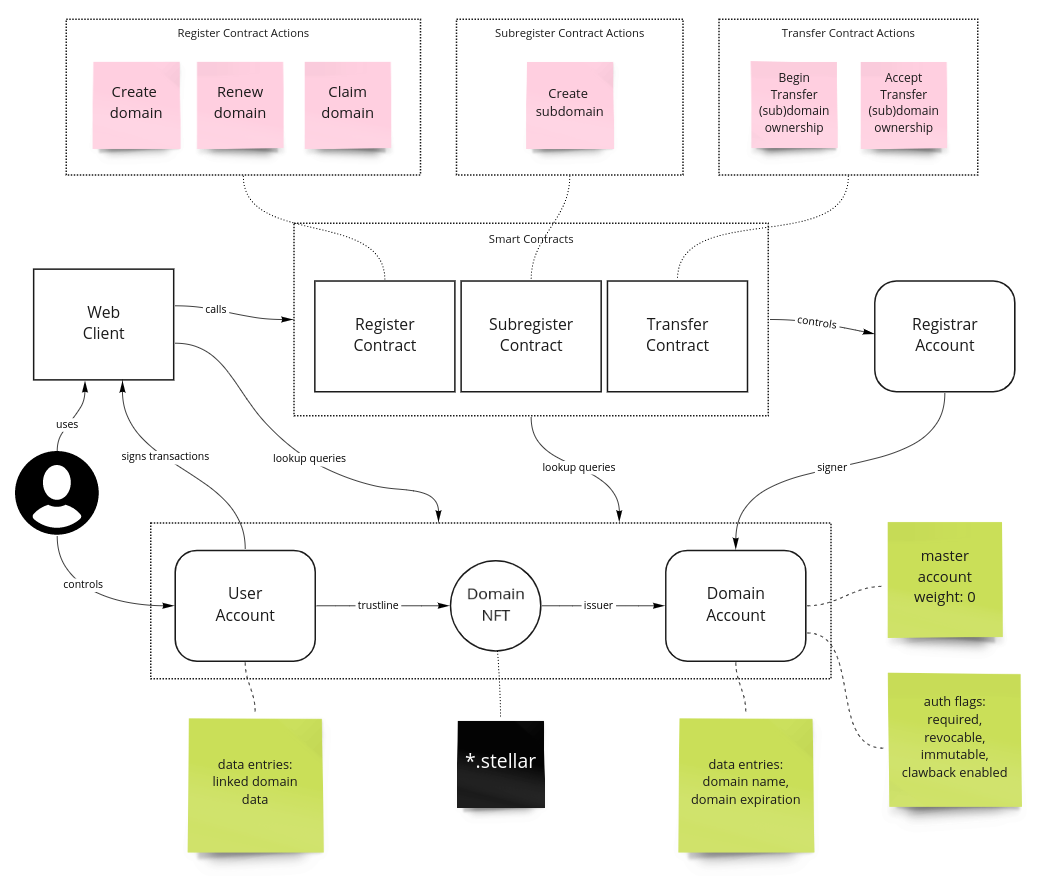 Register Contract Actions
Create
domain
Renew
domain
Claim
domain
Subregister Contract Actions
Create
subdomain
Transfer Contract Actions
Begin
Transfer
(sub)domain
ownership
Accept
Transfer
(sub)domain
ownership
Smart Contracts
Web
Client
calls
Register
Contract
Subregister
Contract
Transfer
Contract
controls
Registrar
Account
uses
signs transactions
lookup queries
lookup queries
signer
controls
User
Account
trustline
Domain
NFT
issuer
Domain
Account
master
account
weight: 0
auth flags:
required,
revocable,
immutable,
clawback enabled
data entries:
linked domain
data
*.stellar
data entries:
domain name,
domain expiration